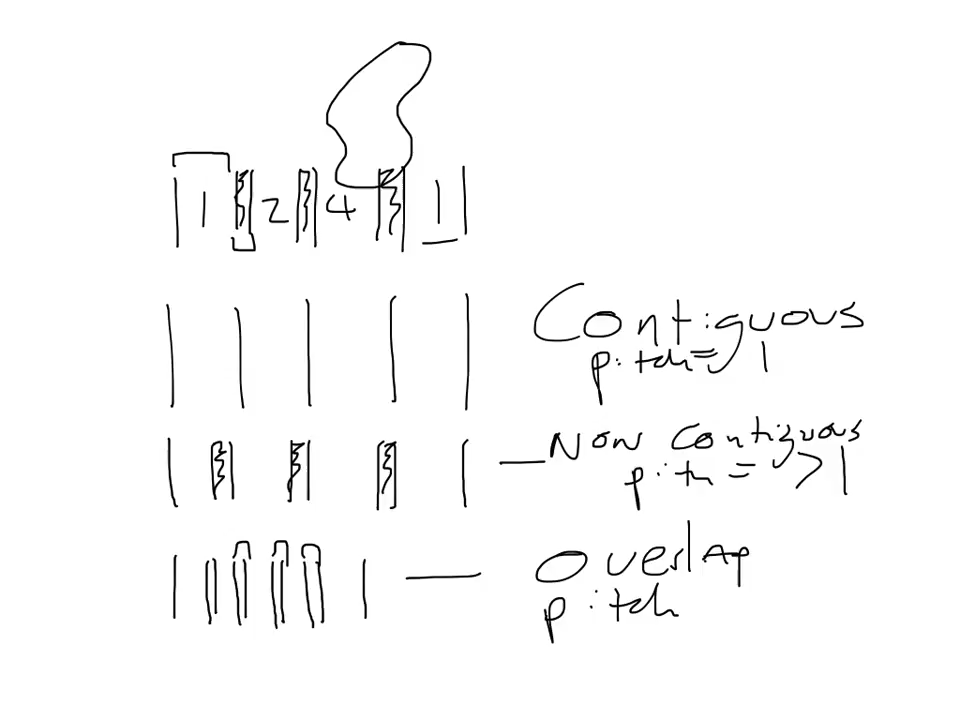 1 2 4 1
Contiguous
pitch= 1
Non contiguous
pitch = >1
Overlap
pitch